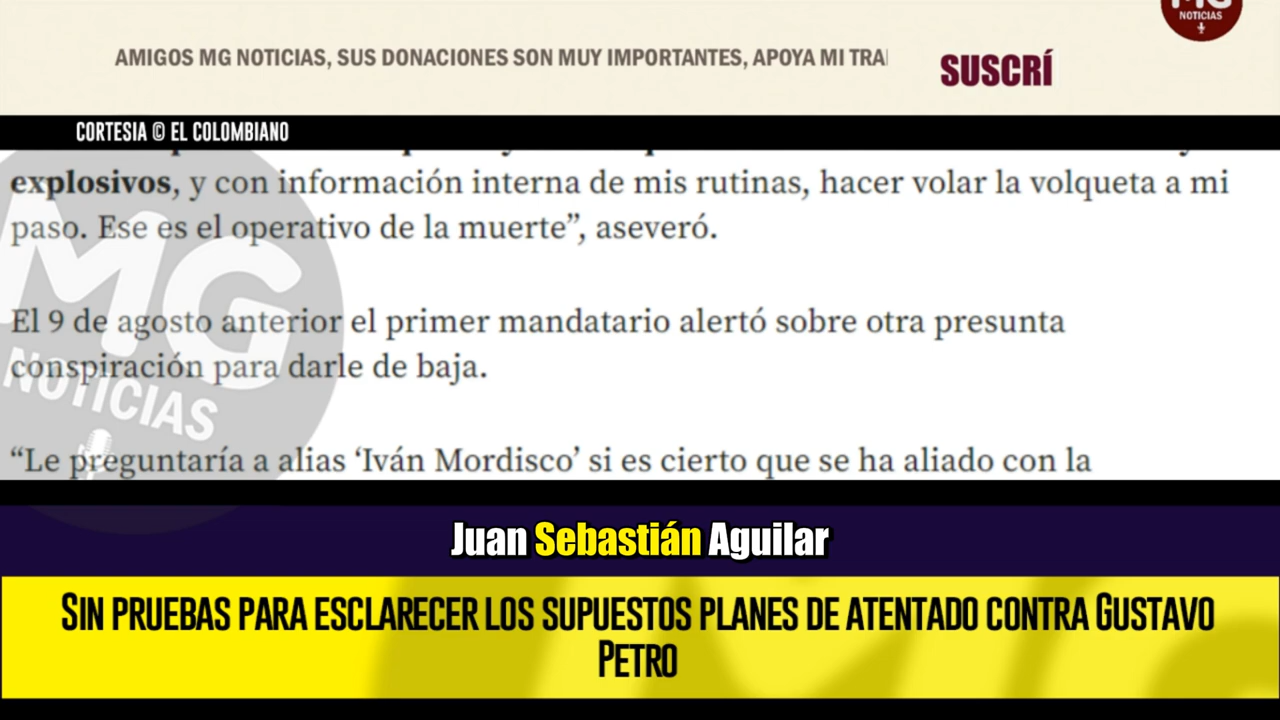 MG
NOTICIAS
AMIGOS MG NOTICIAS, SUS DONACIONES SON MUY IMPORTANTES, APOYA MI TRA
SUSCRÍ
CORTESIA © EL COLOMBIANO
explosivos, y con información interna de mis rutinas, hacer volar la volqueta a mi
paso. Ese es el operativo de la muerte”, aseveró.
El 9 de agosto anterior el primer mandatario alertó sobre otra presunta
conspiración para darle de baja.
“Le preguntaría a alias ‘Iván Mordisco’ si es cierto que se ha aliado con la
MG
NOTICIAS
Juan Sebastián Aguilar
SIN PRUEBAS PARA ESCLARECER LOS SUPUESTOS PLANES DE ATENTADO CONTRA GUSTAVO
PETRO